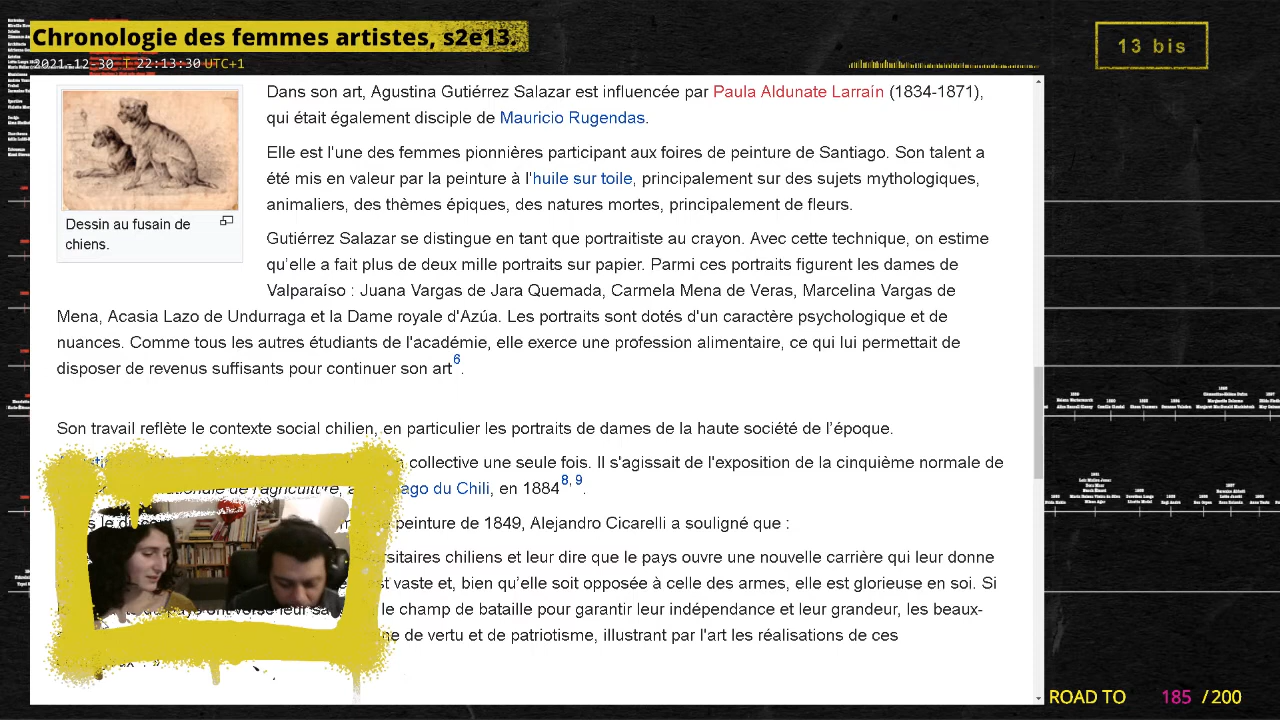 Chronologie des femmes artistes, s2e13
2021-12-30 T 22:13:30 UTC+1
13 bis
Dessin au fusain de
chiens.
Dans son art, Agustina Gutiérrez Salazar est influencée par Paula Aldunate Larraín (1834-1871),
qui était également disciple de Mauricio Rugendas.
Elle est l'une des femmes pionnières participant aux foires de peinture de Santiago. Son talent a
été mis en valeur par la peinture à l'huile sur toile, principalement sur des sujets mythologiques,
animaliers, des thèmes épiques, des natures mortes, principalement de fleurs.
Gutiérrez Salazar se distingue en tant que portraitiste au crayon. Avec cette technique, on estime
qu'elle a fait plus de deux mille portraits sur papier. Parmi ces portraits figurent les dames de
Valparaíso : Juana Vargas de Jara Quemada, Carmela Mena de Veras, Marcelina Vargas de
Mena, Acasia Lazo de Undurraga et la Dame royale d'Azúa. Les portraits sont dotés d'un caractère psychologique et de
nuances. Comme tous les autres étudiants de l'académie, elle exerce une profession alimentaire, ce qui lui permettait de
disposer de revenus suffisants pour continuer son art6.
Son travail reflète le contexte social chilien, en particulier les portraits de dames de la haute société de l'époque.
collective une seule fois. Il s'agissait de l'exposition de la cinquième normale de
nationale de l'agriculture, ago du Chili, en 18848, 9.
peinture de 1849, Alejandro Cicarelli a souligné que :
rsitaires chiliens et leur dire que le pays ouvre une nouvelle carrière qui leur donne
st vaste et, bien qu'elle soit opposée à celle des armes, elle est glorieuse en soi. Si
du pays ont versé leur sa le champ de bataille pour garantir leur indépendance et leur grandeur, les beaux-
ne de vertu et de patriotisme, illustrant par l'art les réalisations de ces
ROAD TO 185 / 200